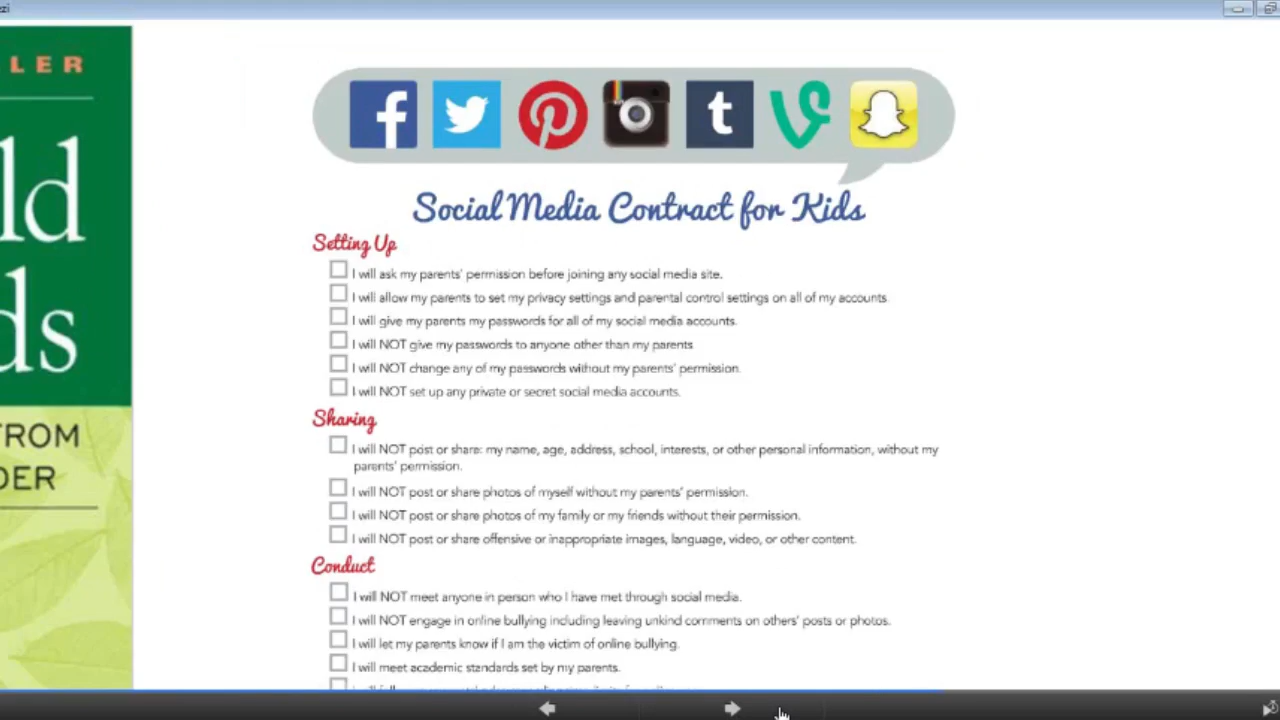 zi
LER
ld
ds
FROM
DER
f
t
Social Media Contract for Kids
Setting Up
I will ask my parents' permission before joining any social media site.
I will allow my parents to set my privacy settings and parental control settings on all of my accounts.
I will give my parents my passwords for all of my social media accounts.
I will NOT give my passwords to anyone other than my parents.
I will NOT change any of my passwords without my parents' permission.
I will NOT set up any private or secret social media accounts.
Sharing
I will NOT post or share: my name, age, address, school, interests, or other personal information, without my
parents' permission.
I will NOT post or share photos of myself without my parents' permission.
I will NOT post or share photos of my family or my friends without their permission.
I will NOT post or share offensive or inappropriate images, language, video, or other content.
Conduct
I will NOT meet anyone in person who I have met through social media.
I will NOT engage in online bullying including leaving unkind comments on others' posts or photos.
I will let my parents know if I am the victim of online bullying.
I will meet academic standards set by my parents.